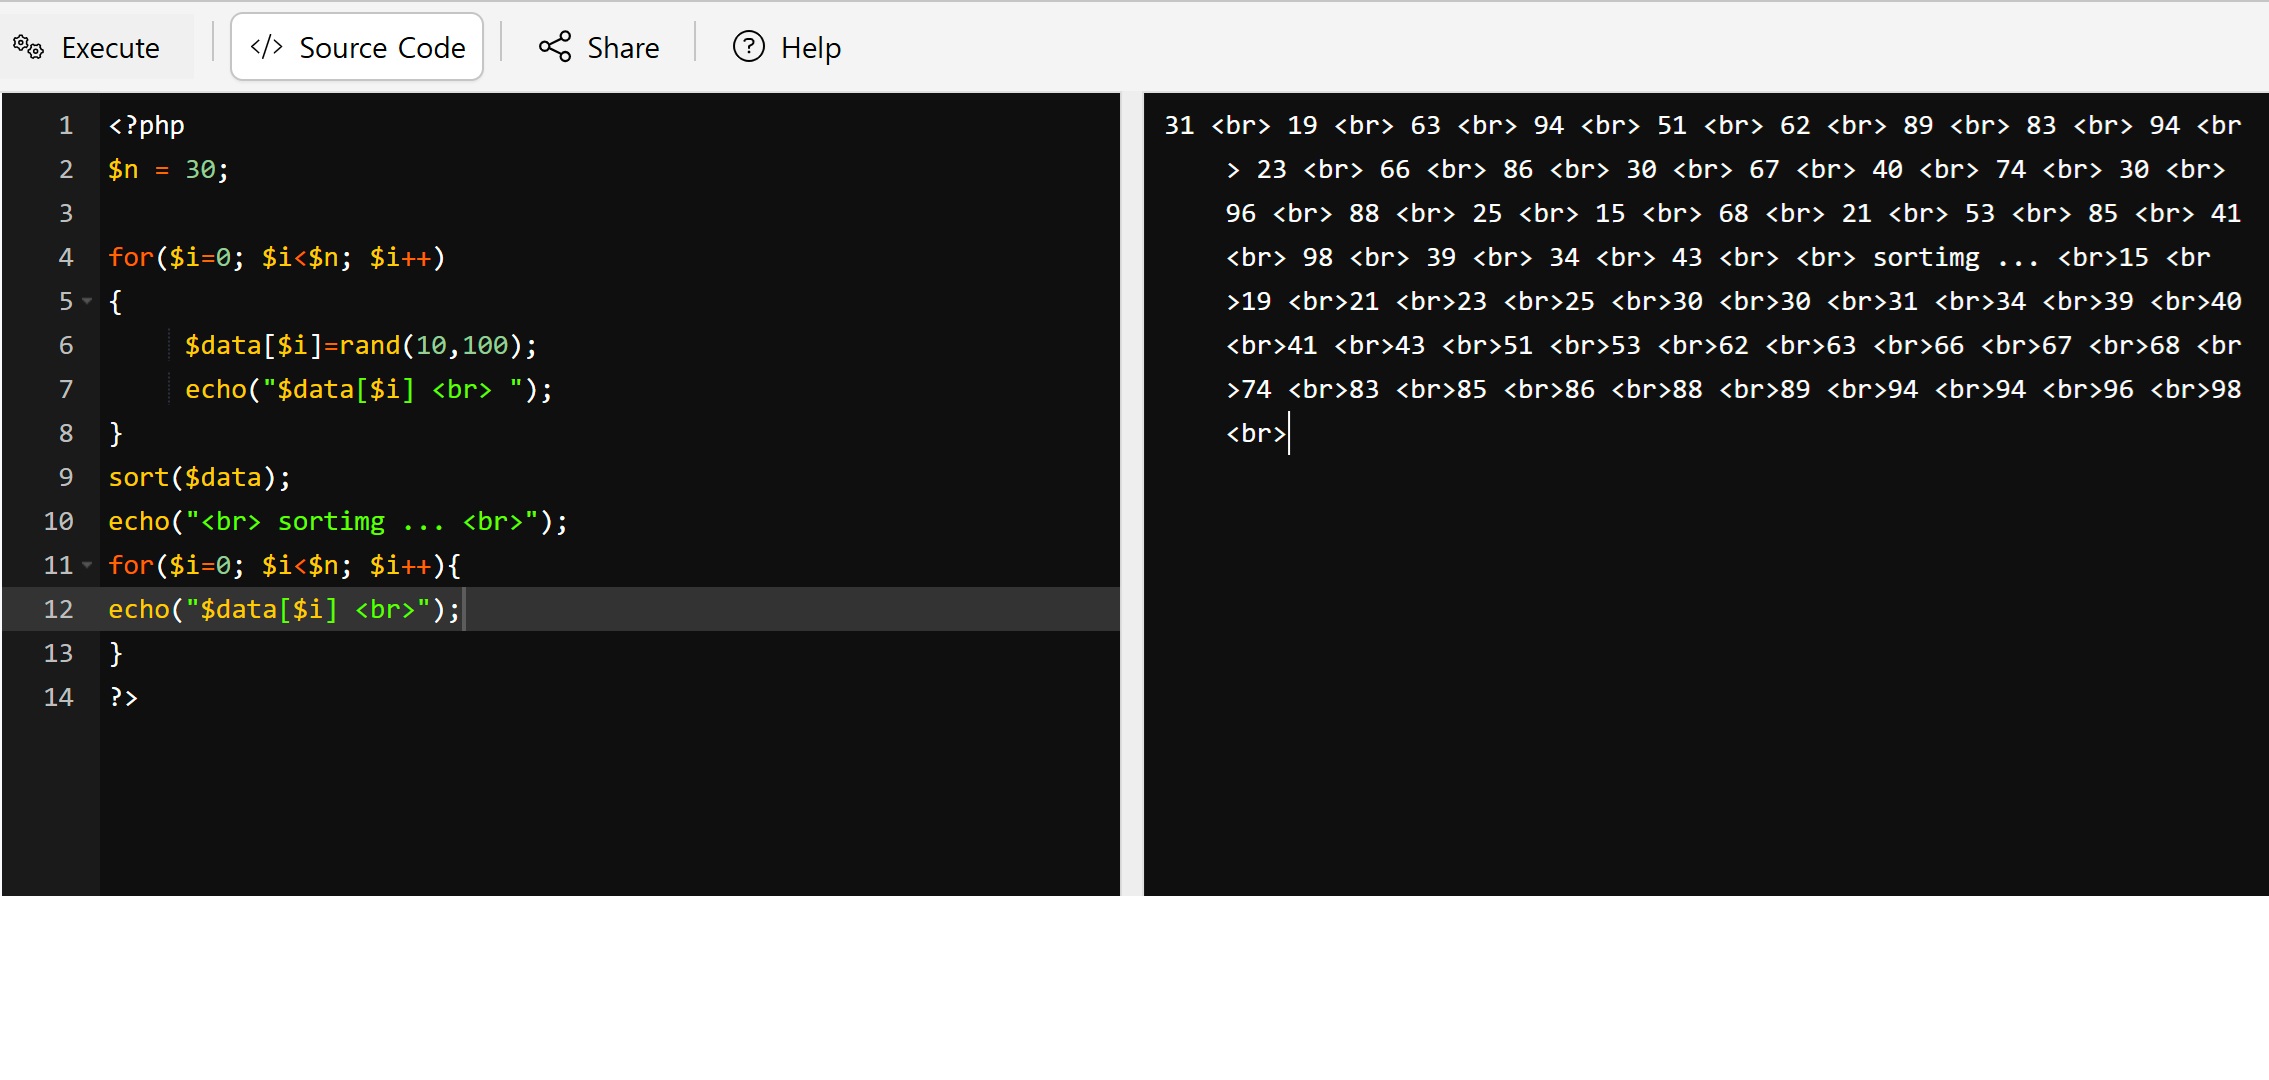 Execute
</> Source Code
Share
? Help
1 <?php
2 $n = 30;
3
4 for($i=0; $i<$n; $i++)
5 {
6 $data[$i]=rand(10,100);
7 echo("$data[$i] <br> ");
8 }
9 sort($data);
10 echo("<br> sortimg ... <br>");
11 for($i=0; $i<$n; $i++){
12 echo("$data[$i] <br>");
13 }
14 ?>
31 <br> 19 <br> 63 <br> 94 <br> 51 <br> 62 <br> 89 <br> 83 <br> 94 <br
> 23 <br> 66 <br> 86 <br> 30 <br> 67 <br> 40 <br> 74 <br> 30 <br>
96 <br> 88 <br> 25 <br> 15 <br> 68 <br> 21 <br> 53 <br> 85 <br> 41
<br> 98 <br> 39 <br> 34 <br> 43 <br> <br> sortimg ... <br>15 <br
>19 <br>21 <br>23 <br>25 <br>30 <br>30 <br>31 <br>34 <br>39 <br>40
<br>41 <br>43 <br>51 <br>53 <br>62 <br>63 <br>66 <br>67 <br>68 <br
>74 <br>83 <br>85 <br>86 <br>88 <br>89 <br>94 <br>94 <br>96 <br>98
<br>